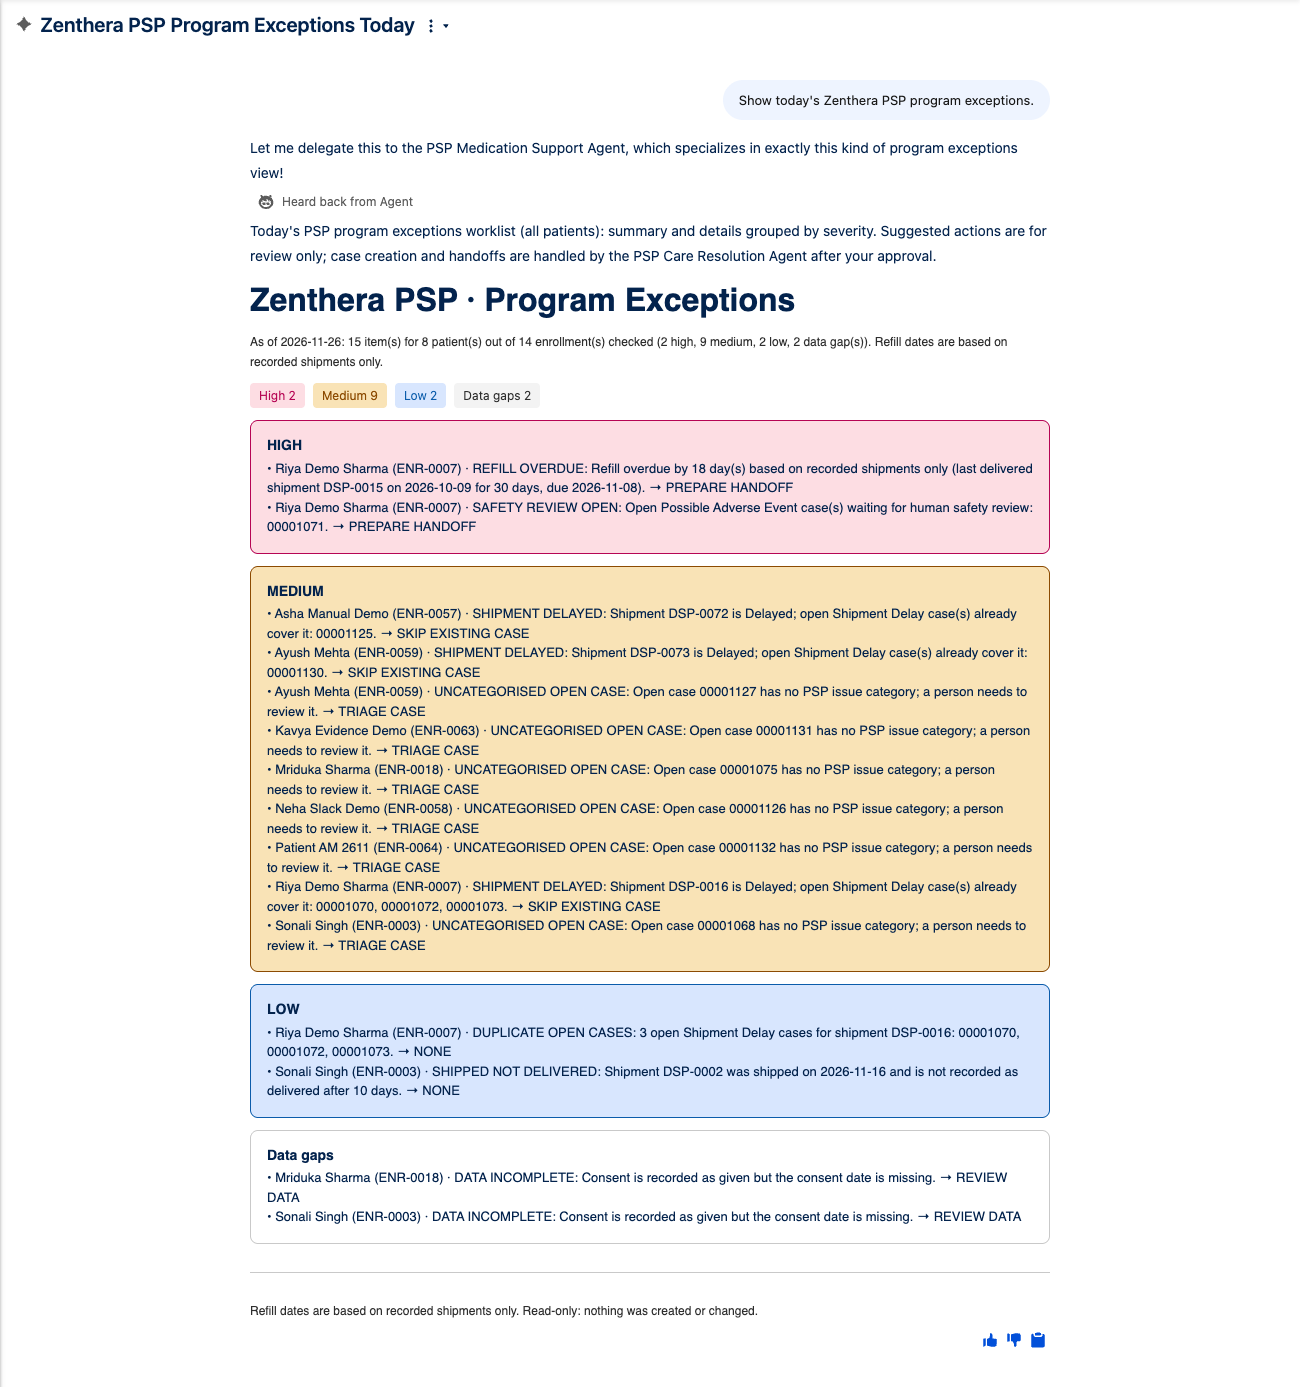 Zenthera PSP Program Exceptions Today
Show today's Zenthera PSP program exceptions.
Let me delegate this to the PSP Medication Support Agent, which specializes in exactly this kind of program exceptions
view!
Heard back from Agent
Today's PSP program exceptions worklist (all patients): summary and details grouped by severity. Suggested actions are for
review only; case creation and handoffs are handled by the PSP Care Resolution Agent after your approval.
Zenthera PSP · Program Exceptions
As of 2026-11-26: 15 item(s) for 8 patient(s) out of 14 enrollment(s) checked (2 high, 9 medium, 2 low, 2 data gap(s)). Refill dates are based on
recorded shipments only.
High 2 Medium 9 Low 2 Data gaps 2
HIGH
• Riya Demo Sharma (ENR-0007) · REFILL OVERDUE: Refill overdue by 18 day(s) based on recorded shipments only (last delivered
shipment DSP-0015 on 2026-10-09 for 30 days, due 2026-11-08). → PREPARE HANDOFF
• Riya Demo Sharma (ENR-0007) · SAFETY REVIEW OPEN: Open Possible Adverse Event case(s) waiting for human safety review:
00001071. → PREPARE HANDOFF
MEDIUM
• Asha Manual Demo (ENR-0057) · SHIPMENT DELAYED: Shipment DSP-0072 is Delayed; open Shipment Delay case(s) already
cover it: 00001125. → SKIP EXISTING CASE
• Ayush Mehta (ENR-0059) · SHIPMENT DELAYED: Shipment DSP-0073 is Delayed; open Shipment Delay case(s) already cover it:
00001130. → SKIP EXISTING CASE
• Ayush Mehta (ENR-0059) · UNCATEGORISED OPEN CASE: Open case 00001127 has no PSP issue category; a person needs to
review it. → TRIAGE CASE
• Kavya Evidence Demo (ENR-0063) · UNCATEGORISED OPEN CASE: Open case 00001131 has no PSP issue category; a person
needs to review it. → TRIAGE CASE
• Mriduka Sharma (ENR-0018) · UNCATEGORISED OPEN CASE: Open case 00001075 has no PSP issue category; a person
needs to review it. → TRIAGE CASE
• Neha Slack Demo (ENR-0058) · UNCATEGORISED OPEN CASE: Open case 00001126 has no PSP issue category; a person
needs to review it. → TRIAGE CASE
• Patient AM 2611 (ENR-0064) · UNCATEGORISED OPEN CASE: Open case 00001132 has no PSP issue category; a person needs
to review it. → TRIAGE CASE
• Riya Demo Sharma (ENR-0007) · SHIPMENT DELAYED: Shipment DSP-0016 is Delayed; open Shipment Delay case(s) already
cover it: 00001070, 00001072, 00001073. → SKIP EXISTING CASE
• Sonali Singh (ENR-0003) · UNCATEGORISED OPEN CASE: Open case 00001068 has no PSP issue category; a person needs to
review it. → TRIAGE CASE
LOW
• Riya Demo Sharma (ENR-0007) · DUPLICATE OPEN CASES: 3 open Shipment Delay cases for shipment DSP-0016: 00001070,
00001072, 00001073. → NONE
• Sonali Singh (ENR-0003) · SHIPPED NOT DELIVERED: Shipment DSP-0002 was shipped on 2026-11-16 and is not recorded as
delivered after 10 days. → NONE
Data gaps
• Mriduka Sharma (ENR-0018) · DATA INCOMPLETE: Consent is recorded as given but the consent date is missing. → REVIEW
DATA
• Sonali Singh (ENR-0003) · DATA INCOMPLETE: Consent is recorded as given but the consent date is missing. → REVIEW DATA
Refill dates are based on recorded shipments only. Read-only: nothing was created or changed.